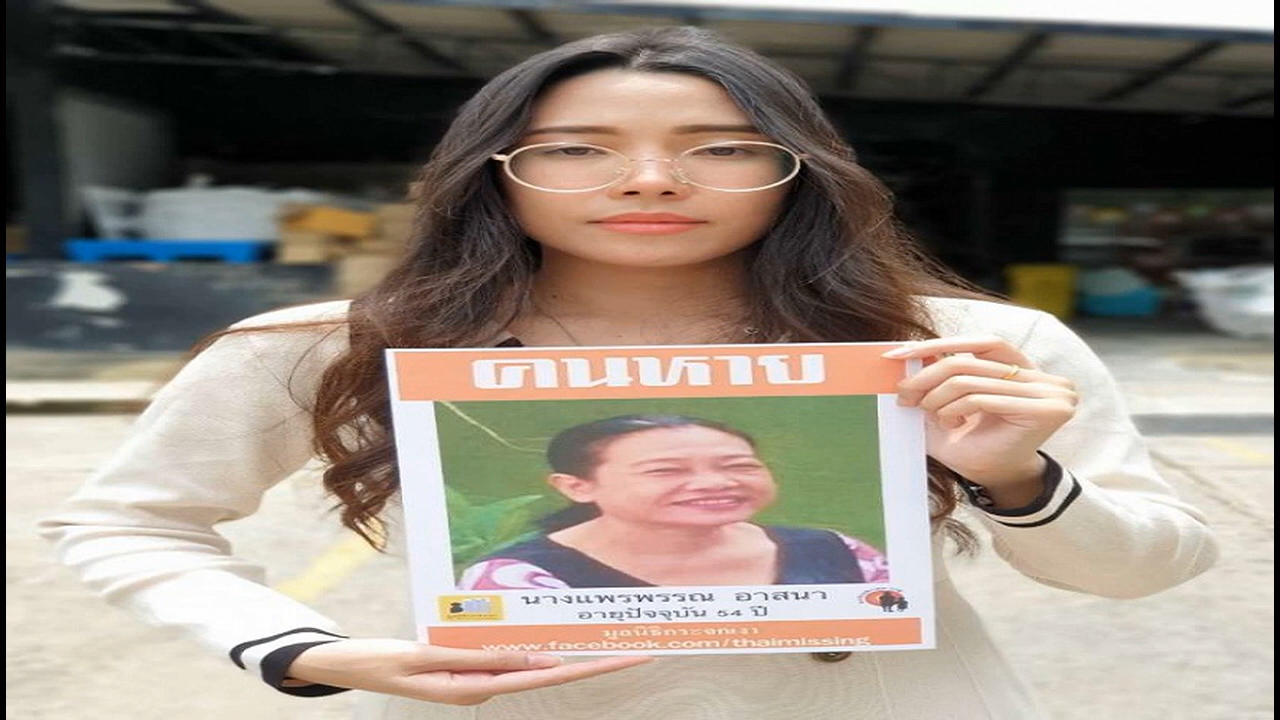 คนหาย
นางแพรพรรณ อาสนา
อายุปัจจุบัน 54 ปี
มูลนิธิกระจกเงา
www.facebook.com/thaimissing